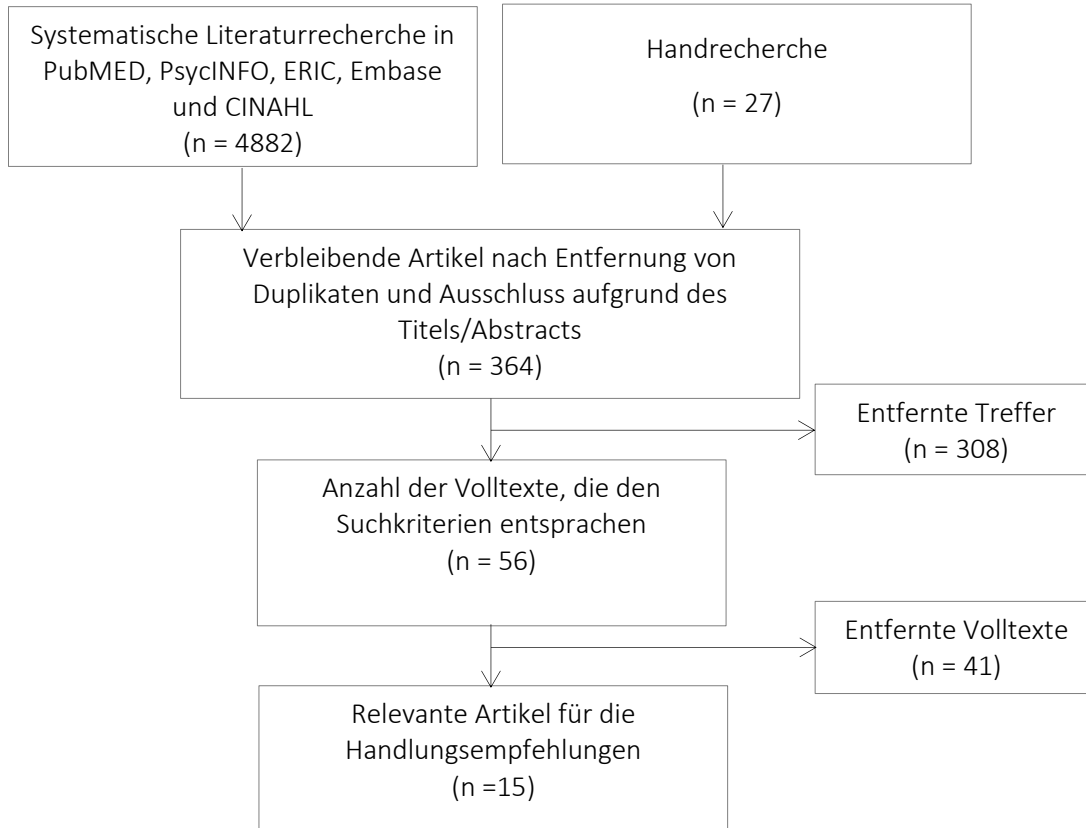 Systematische Literaturrecherche in
PubMED, PsycINFO, ERIC, Embase
und CINAHL
(n = 4882)
Handrecherche
(n = 27)
Verbleibende Artikel nach Entfernung von
Duplikaten und Ausschluss aufgrund des
Titels/Abstracts
(n = 364)
Entfernte Treffer
(n = 308)
Anzahl der Volltexte, die den
Suchkriterien entsprachen
(n = 56)
Entfernte Volltexte
(n = 41)
Relevante Artikel für die
Handlungsempfehlungen
(n =15)